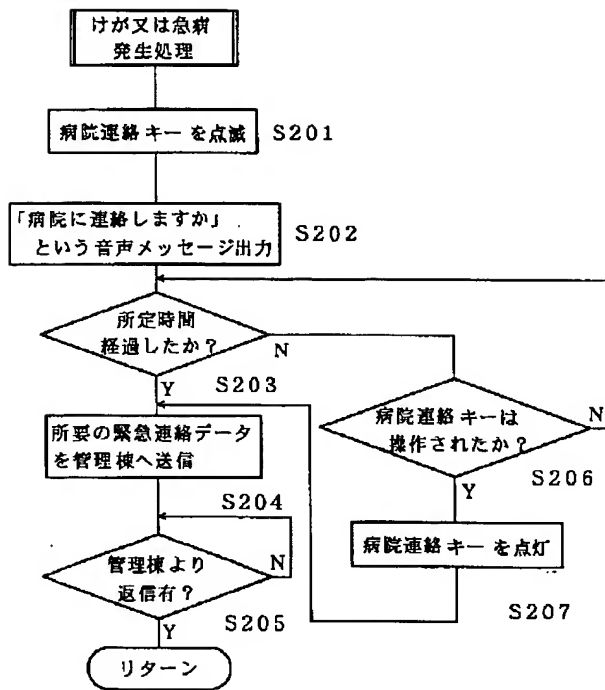 けが又は急病
発生処理
病院連絡キーを点滅 S201
「病院に連絡しますか」
という音声メッセージ出力 S202
所定時間
経過したか？
N
Y
S203
所要の緊急連絡データ
を管理棟へ送信
S204
病院連絡キーは
操作されたか？
N
Y
S206
病院連絡キーを点灯
S207
管理棟より
返信有？
N
Y
S205
リターン